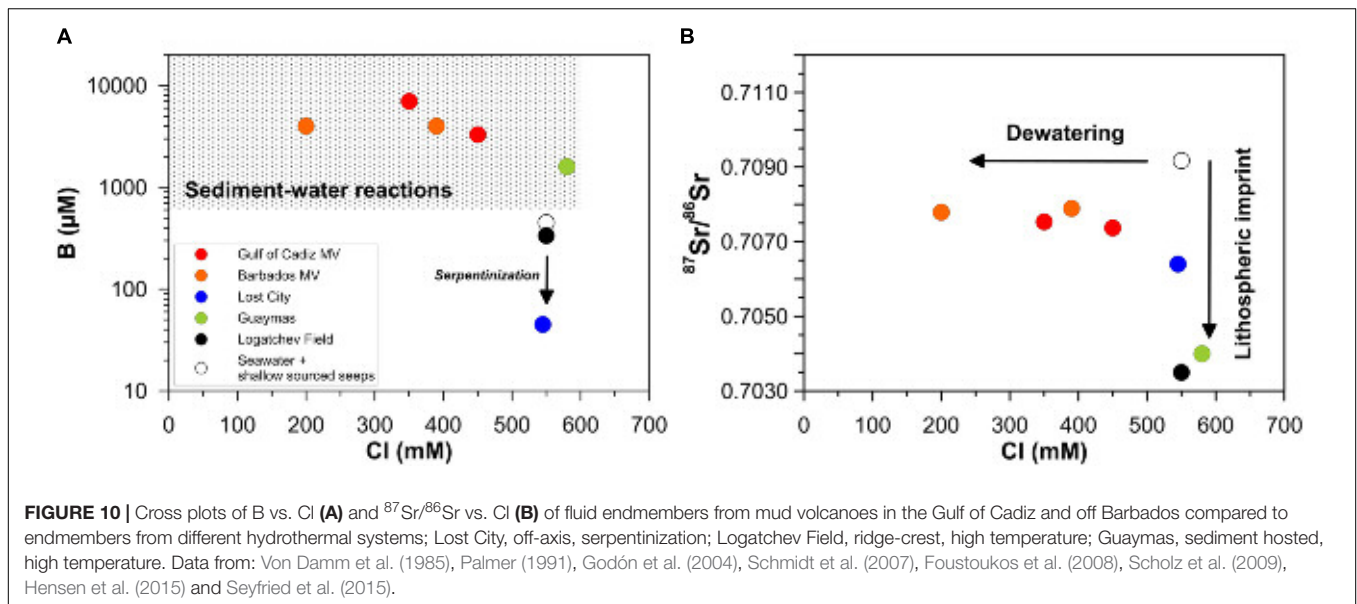 A
10000
1000
100
10
B (µM)
Sediment-water reactions
Gulf of Cadiz MV
Barbados MV
Lost City
Guaymas
Logatchev Field
Seawater +
shallow sourced seeps
Serpentinization
0 100 200 300 400 500 600 700
Cl (mM)
B
0.7110
0.7090
0.7070
0.7050
0.7030
87Sr/86Sr
Dewatering
Lithospheric imprint
0 100 200 300 400 500 600 700
Cl (mM)
FIGURE 10 | Cross plots of B vs. Cl (A) and 87Sr/86Sr vs. Cl (B) of fluid endmembers from mud volcanoes in the Gulf of Cadiz and off Barbados compared to
endmembers from different hydrothermal systems; Lost City, off-axis, serpentinization; Logatchev Field, ridge-crest, high temperature; Guaymas, sediment hosted,
high temperature. Data from: Von Damm et al. (1985), Palmer (1991), Godón et al. (2004), Schmidt et al. (2007), Foustoukos et al. (2008), Scholz et al. (2009),
Hensen et al. (2015) and Seyfried et al. (2015).